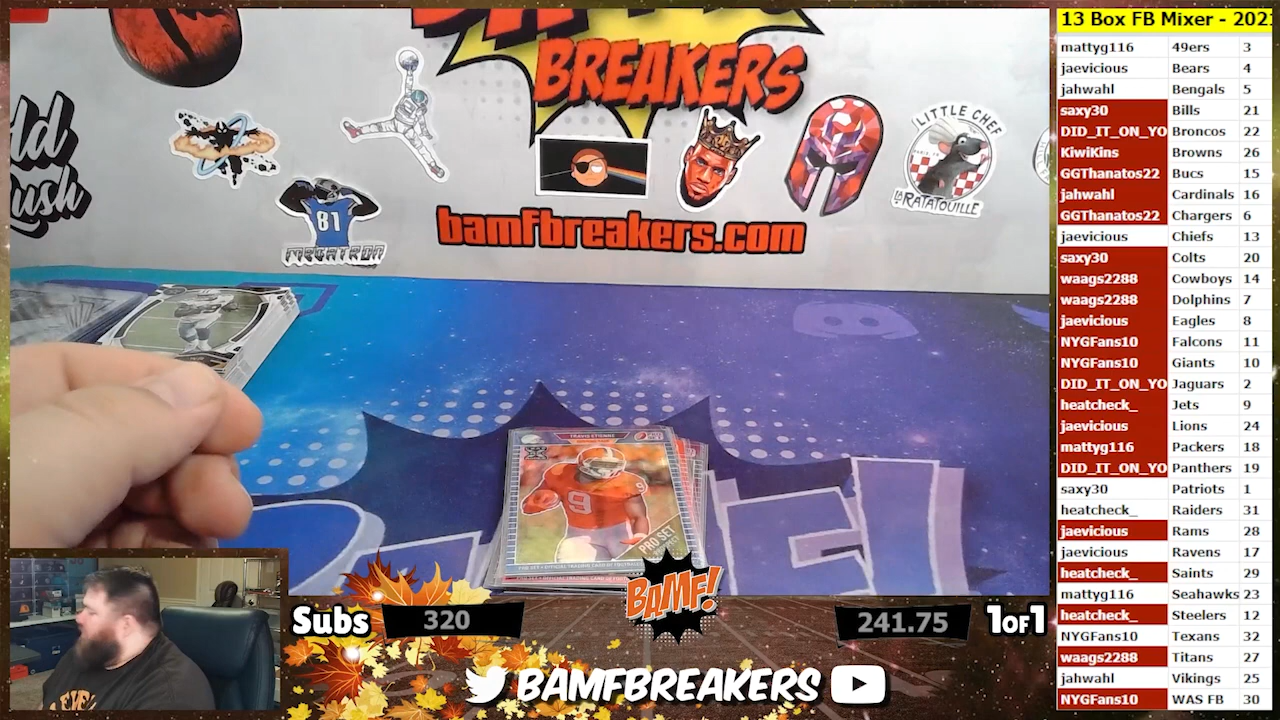 BREAKERS
LITTLE CHEF
LA RATATOUILLE
81
MEGATRON
bamfbreakers.com
TRAVIS ETIENNE
9
PRO SET
BAMF!
Subs 320
241.75 1of1
BAMFBREAKERS
13 Box FB Mixer - 202
mattyg116 49ers 3
jaevicious Bears 4
jahwahl Bengals 5
saxy30 Bills 21
DID_IT_ON_YO Broncos 22
KiwiKins Browns 26
GGThanatos22 Bucs 15
jahwahl Cardinals 16
GGThanatos22 Chargers 6
jaevicious Chiefs 13
saxy30 Colts 20
waags2288 Cowboys 14
waags2288 Dolphins 7
jaevicious Eagles 8
NYGFans10 Falcons 11
NYGFans10 Giants 10
DID_IT_ON_YO Jaguars 2
heatcheck_ Jets 9
jaevicious Lions 24
mattyg116 Packers 18
DID_IT_ON_YO Panthers 19
saxy30 Patriots 1
heatcheck_ Raiders 31
jaevicious Rams 28
jaevicious Ravens 17
heatcheck_ Saints 29
mattyg116 Seahawks 23
heatcheck_ Steelers 12
NYGFans10 Texans 32
waags2288 Titans 27
jahwahl Vikings 25
NYGFans10 WAS FB 30